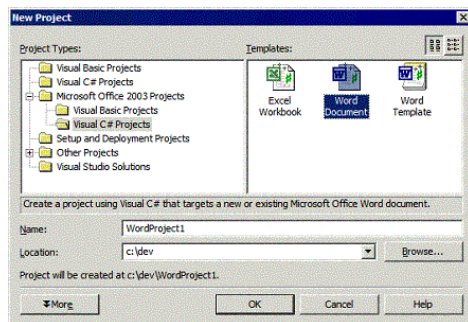 New Project
Project Types:
Templates:
Visual Basic Projects
Visual C# Projects
Microsoft Office 2003 Projects
Visual Basic Projects
Visual C# Projects
Setup and Deployment Projects
Other Projects
Visual Studio Solutions
Excel Workbook
Word Document
Word Template
Create a project using Visual C# that targets a new or existing Microsoft Office Word document.
Name:
WordProject1
Location:
c:\dev
Browse...
Project will be created at c:\dev\WordProject1.
More
OK
Cancel
Help